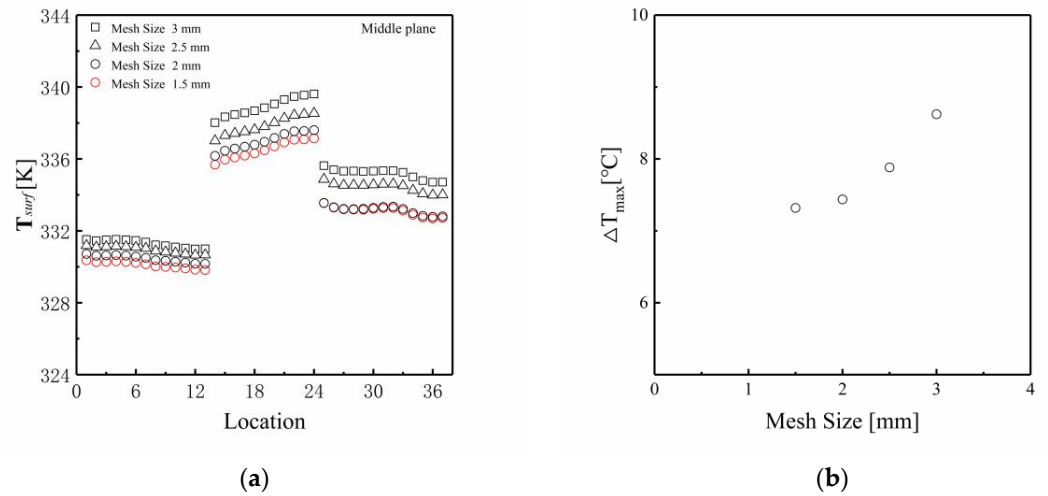 344
340
336
332
328
324
T surf [K]
Mesh Size 3 mm
Mesh Size 2.5 mm
Mesh Size 2 mm
Mesh Size 1.5 mm
Middle plane
0 6 12 18 24 30 36
Location
(a)
10
8
6
△Tmax[℃]
0 1 2 3 4
Mesh Size [mm]
(b)